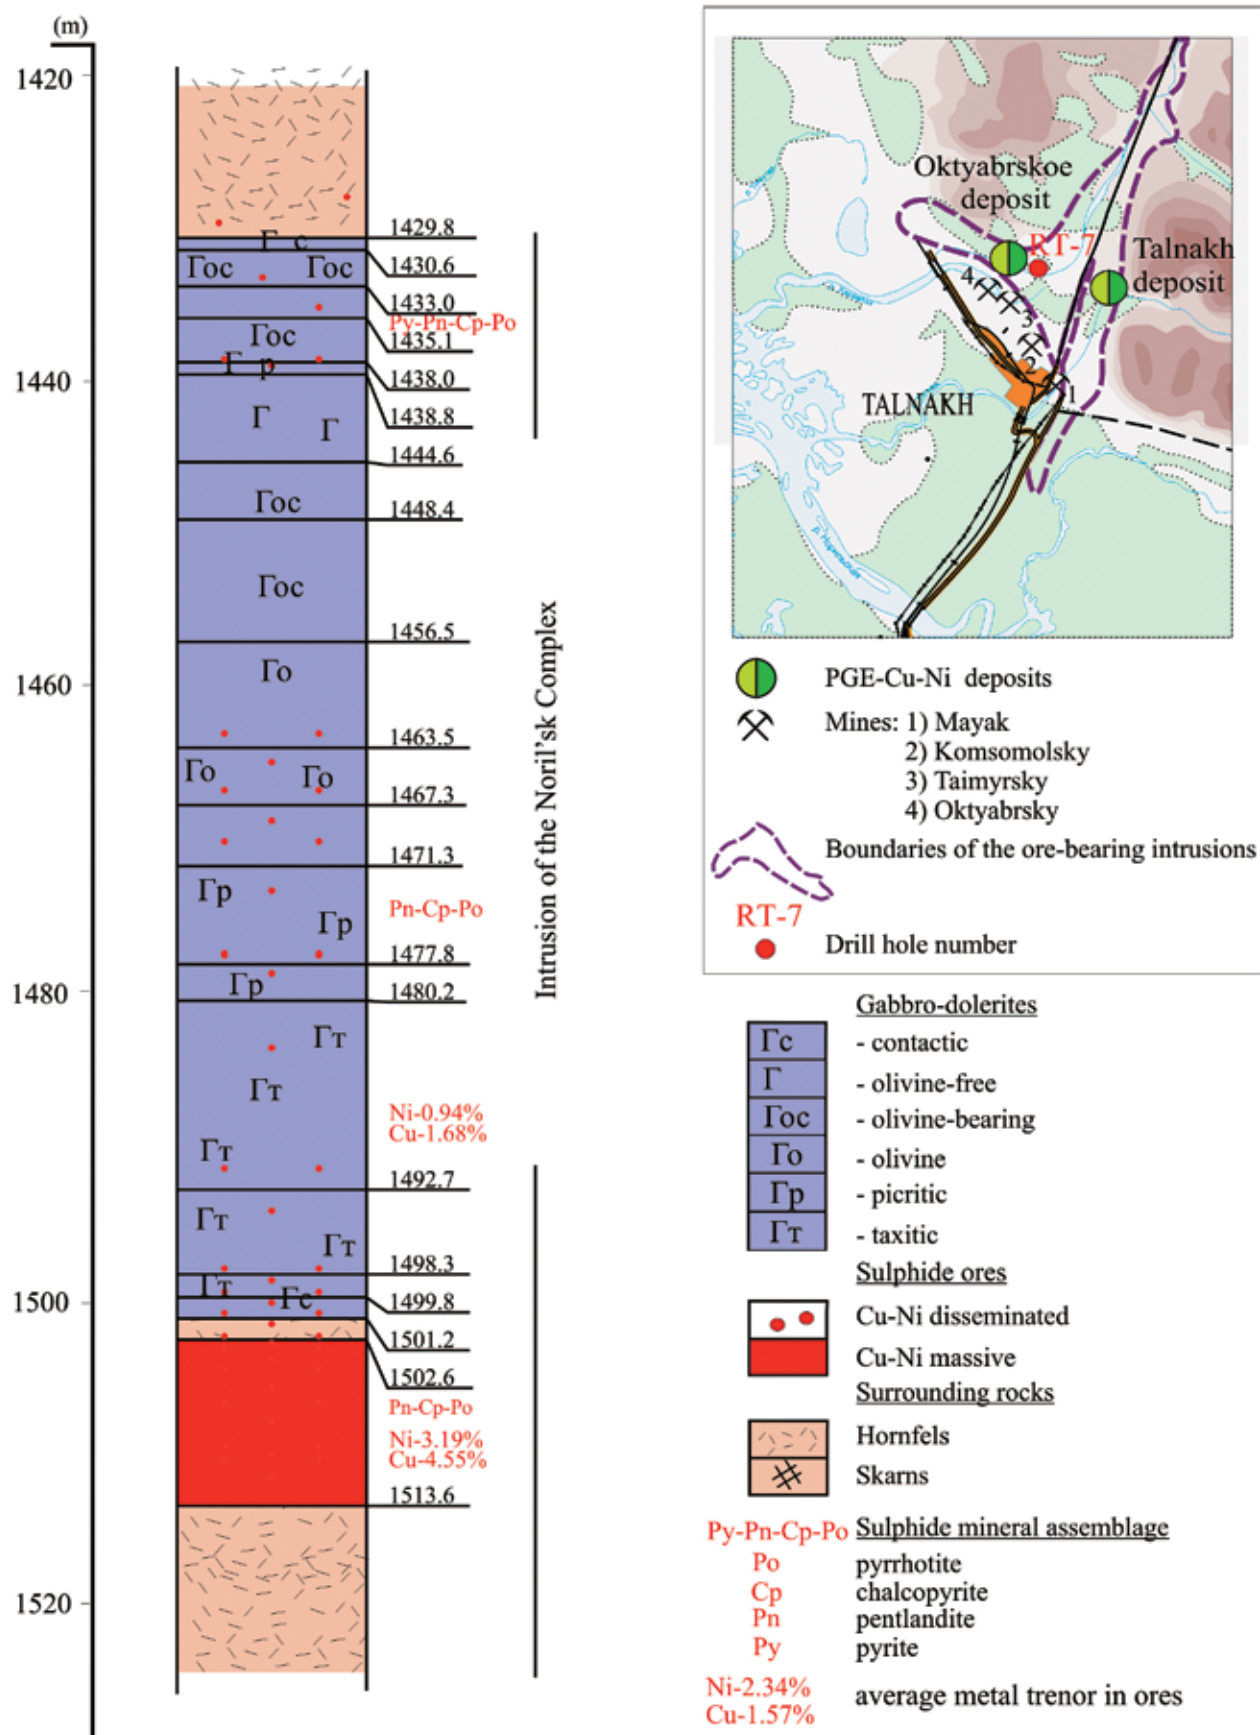 (m)
1420
1440
1460
1480
1500
1520
Гс
Гос Гос
Гос
Гр
Г
Г
Гос
Гос
Го
Го
Го
Гр
Гр
Гр
Гт
Гт
Гт
Гт
Гт
Гт
Гс
1429.8
1430.6
1433.0
Py-Pn-Cp-Po
1435.1
1438.0
1438.8
1444.6
1448.4
1456.5
1463.5
1467.3
1471.3
Pn-Cp-Po
1477.8
1480.2
Ni-0.94%
Cu-1.68%
1492.7
1498.3
1499.8
1501.2
1502.6
Pn-Cp-Po
Ni-3.19%
Cu-4.55%
1513.6
Intrusion of the Noril'sk Complex
Oktyabrskoe
deposit
RT-7
Talnakh
deposit
4
3
2
1
TALNAKH
р. Норильская
PGE-Cu-Ni deposits
Mines: 1) Mayak
2) Komsomolsky
3) Taimyrsky
4) Oktyabrsky
Boundaries of the ore-bearing intrusions
RT-7
Drill hole number
Gabbro-dolerites
Гс - contactic
Г - olivine-free
Гос - olivine-bearing
Го - olivine
Гр - picritic
Гт - taxitic
Sulphide ores
Cu-Ni disseminated
Cu-Ni massive
Surrounding rocks
Hornfels
Skarns
Py-Pn-Cp-Po Sulphide mineral assemblage
Po pyrrhotite
Cp chalcopyrite
Pn pentlandite
Py pyrite
Ni-2.34%
Cu-1.57%
average metal trenor in ores